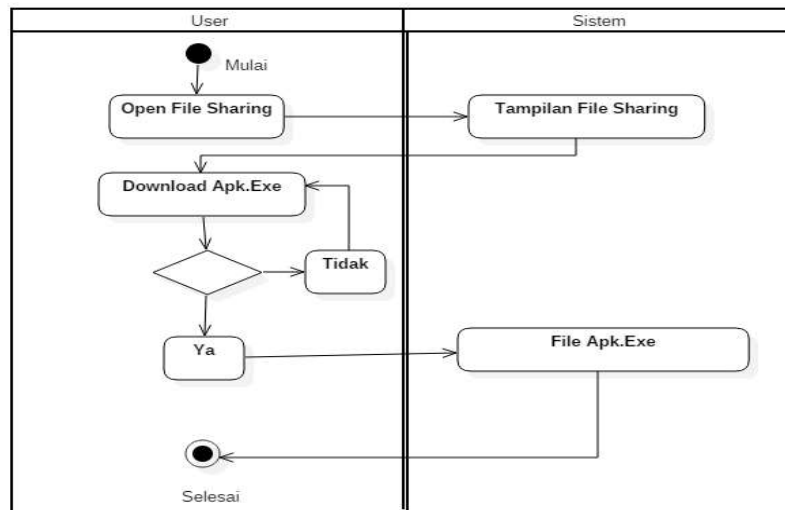 User
Sistem
Mulai
Open File Sharing
Tampilan File Sharing
Download Apk.Exe
Tidak
Ya
File Apk.Exe
Selesai